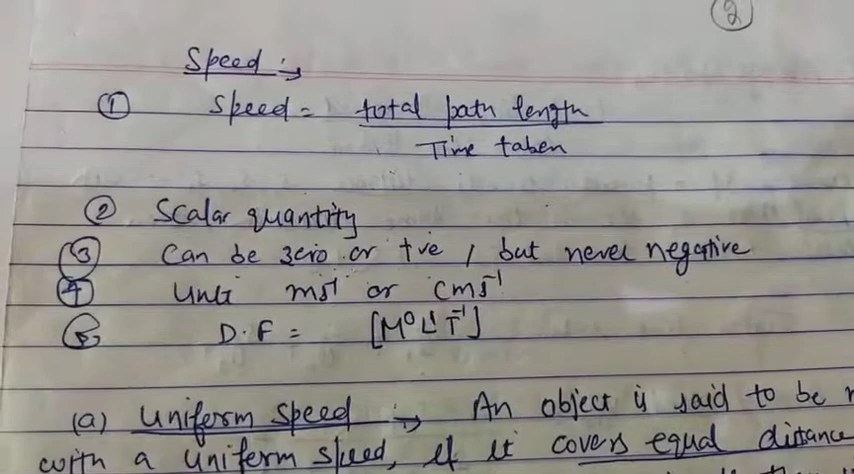 2
Speed :→
① Speed = total path length
Time taken
② Scalar quantity
③ Can be zero or +ve, but never negative
④ Unit ms⁻¹ or cms⁻¹
⑤ D.F = [M⁰L¹T⁻¹]
(a) Uniform speed :→ An object is said to be
with a uniform speed, if it covers equal distance